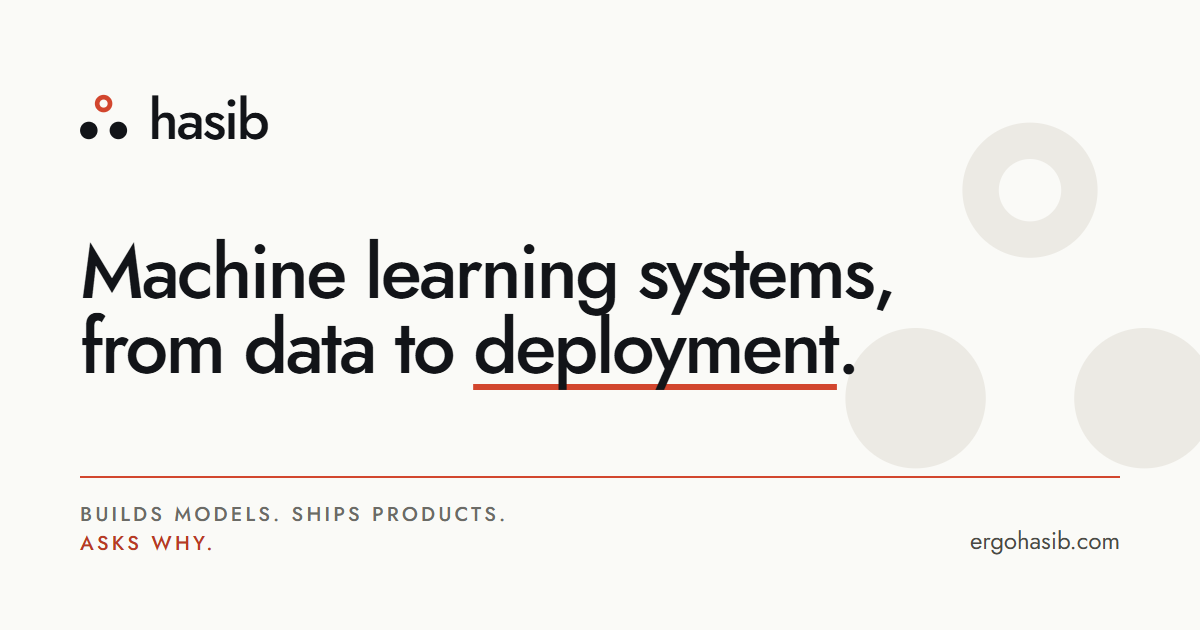 hasib
Machine learning systems,
from data to deployment.
BUILDS MODELS. SHIPS PRODUCTS.
ASKS WHY.
ergohasib.com